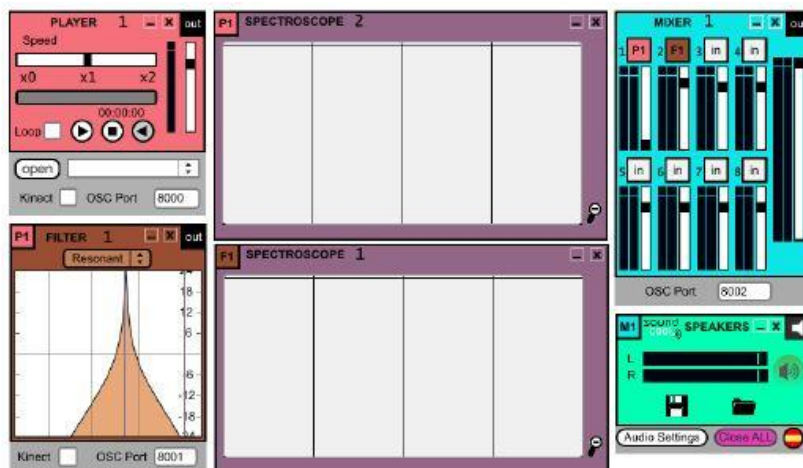 PLAYER 1
out
Speed
x0 x1 x2
00:00:00
Loop
open
Kinect OSC Port 8000
P1 FILTER 1 out
Resonant
24
18
12
6
-6
-12
-18
-24
Kinect OSC Port 8001
P1 SPECTROSCOPE 2
F1 SPECTROSCOPE 1
MIXER 1
out
1 P1 2 F1 3 in 4 in
5 in 6 in 7 in 8 in
OSC Port 8002
M1 sound cool SPEAKERS
L
R
Audio Settings Close ALL